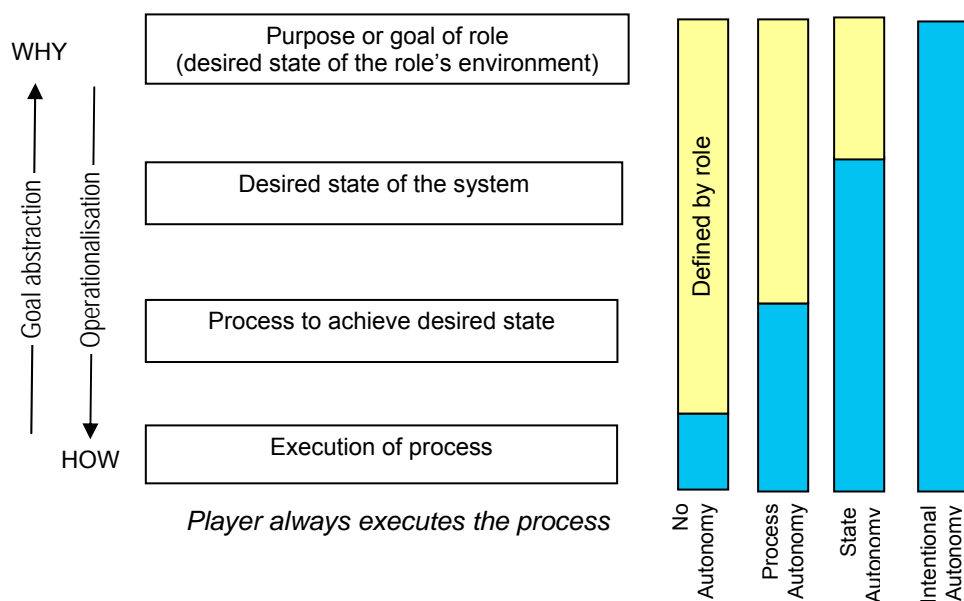 WHY
Purpose or goal of role
(desired state of the role's environment)
Goal abstraction
Operationalisation
Desired state of the system
Defined by role
Process to achieve desired state
Execution of process
HOW
Player always executes the process
No
Autonomy
Process
Autonomy
State
Autonomy
Intentional
Autonomy